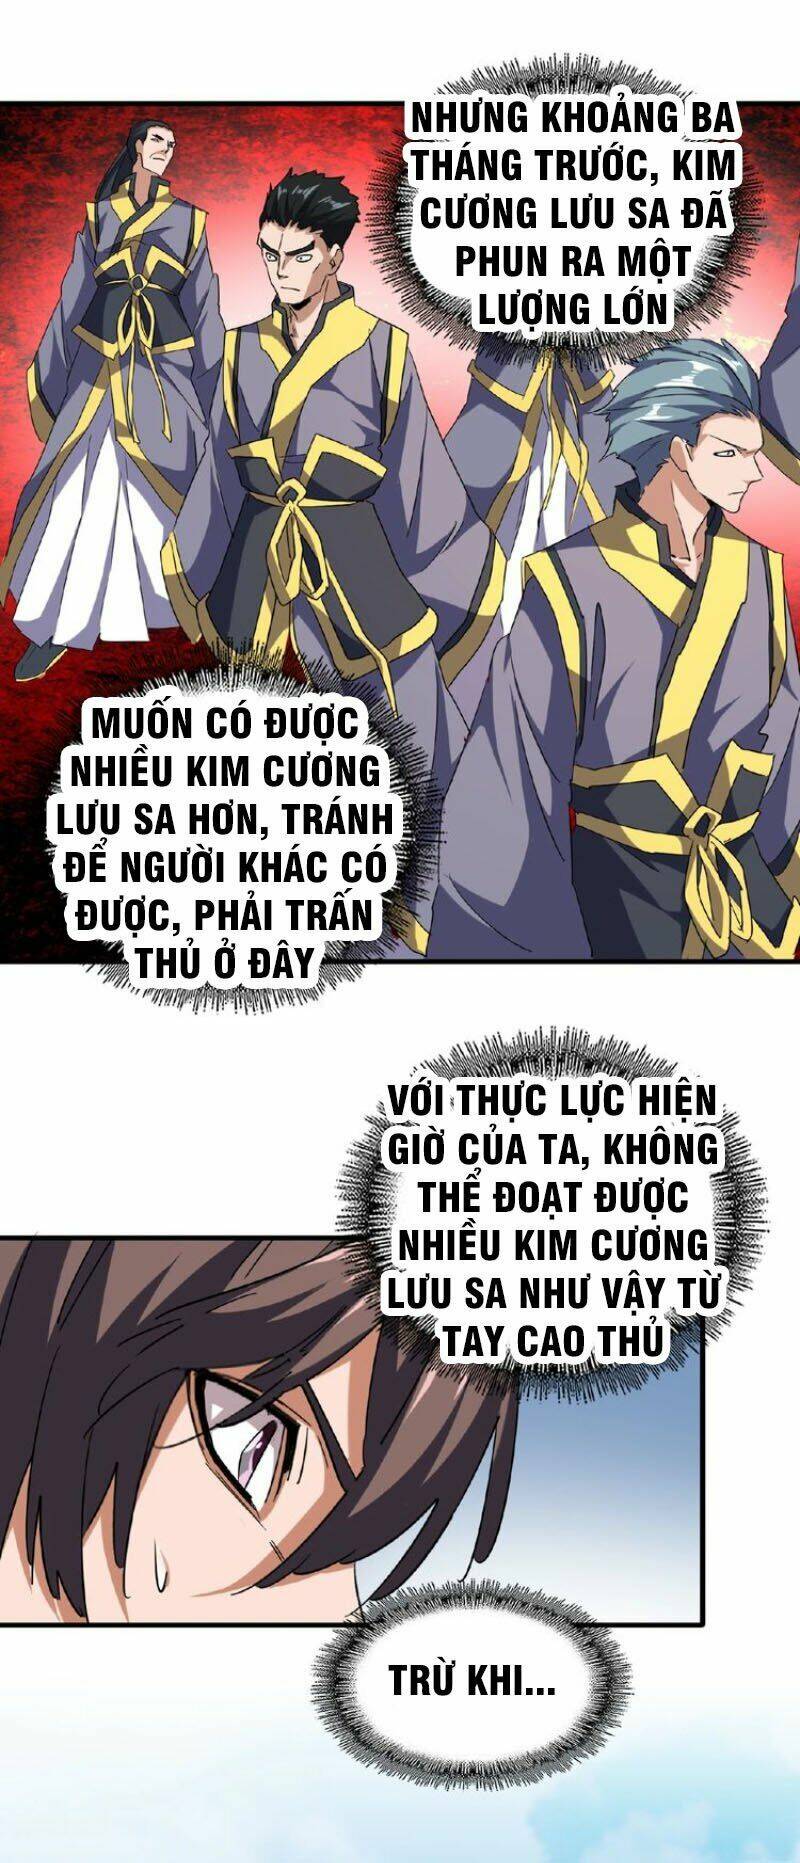 NHƯNG KHOẢNG BA
THÁNG TRƯỚC, KIM
CƯƠNG LƯU SA ĐÃ
PHUN RA MỘT
LƯỢNG LỚN
MUỐN CÓ ĐƯỢC
NHIỀU KIM CƯƠNG
LƯU SA HƠN, TRÁNH
ĐỂ NGƯỜI KHÁC CÓ
ĐƯỢC, PHẢI TRẤN
THỦ Ở ĐÂY
VỚI THỰC LỰC HIỆN
GIỜ CỦA TA, KHÔNG
THỂ ĐOẠT ĐƯỢC
NHIỀU KIM CƯƠNG
LƯU SA NHƯ VẬY TỪ
TAY CAO THỦ
TRỪ KHI...